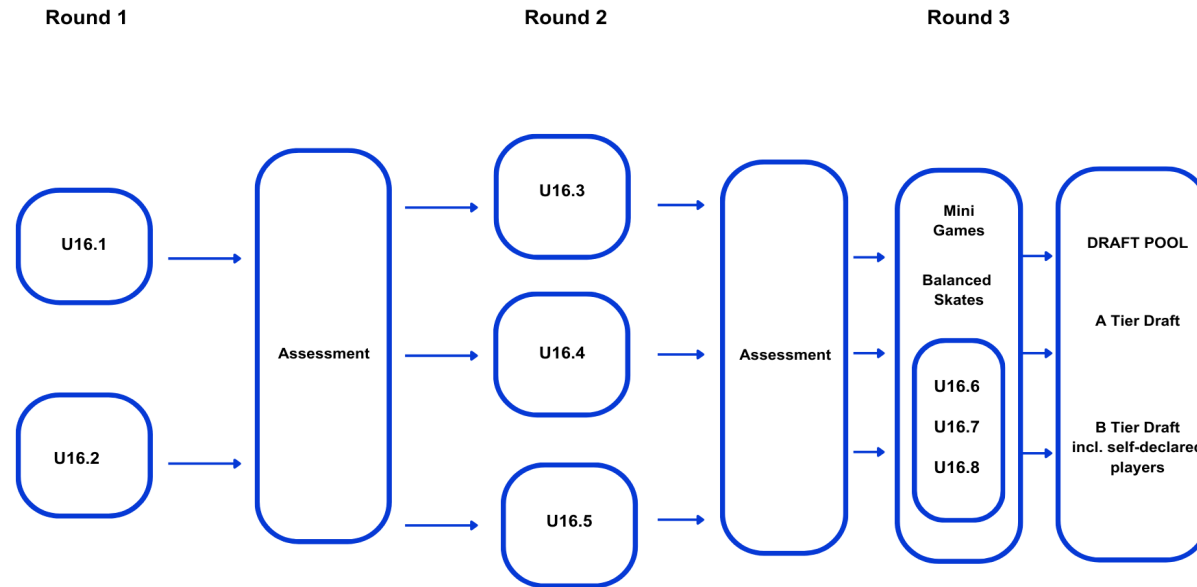 Round 1
Round 2
Round 3
U16.1
U16.2
Assessment
U16.3
U16.4
U16.5
Assessment
Mini
Games
Balanced
Skates
U16.6
U16.7
U16.8
DRAFT POOL
A Tier Draft
B Tier Draft
incl. self-declared
players